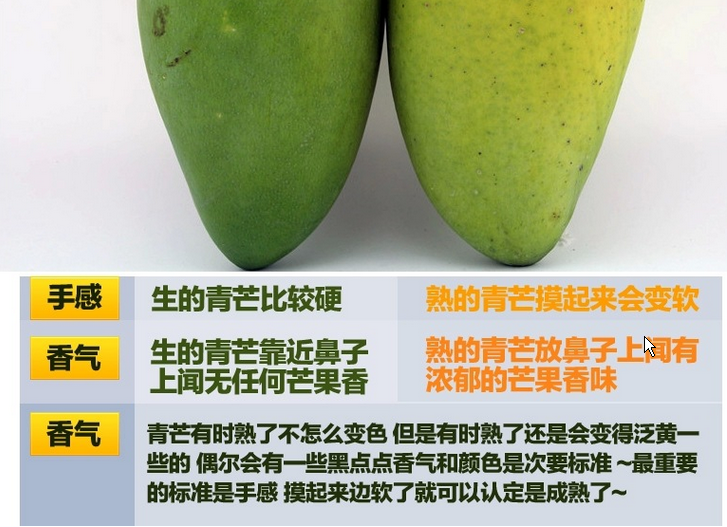 手感
生的青芒比较硬
熟的青芒摸起来会变软
香气
生的青芒靠近鼻子
上闻无任何芒果香
熟的青芒放鼻子上闻有
浓郁的芒果香味
香气
青芒有时熟了不怎么变色 但是有时熟了还是会变得泛黄一
些的 偶尔会有一些黑点点香气和颜色是次要标准~最重要
的标准是手感 摸起来边软了就可以认定是成熟了~